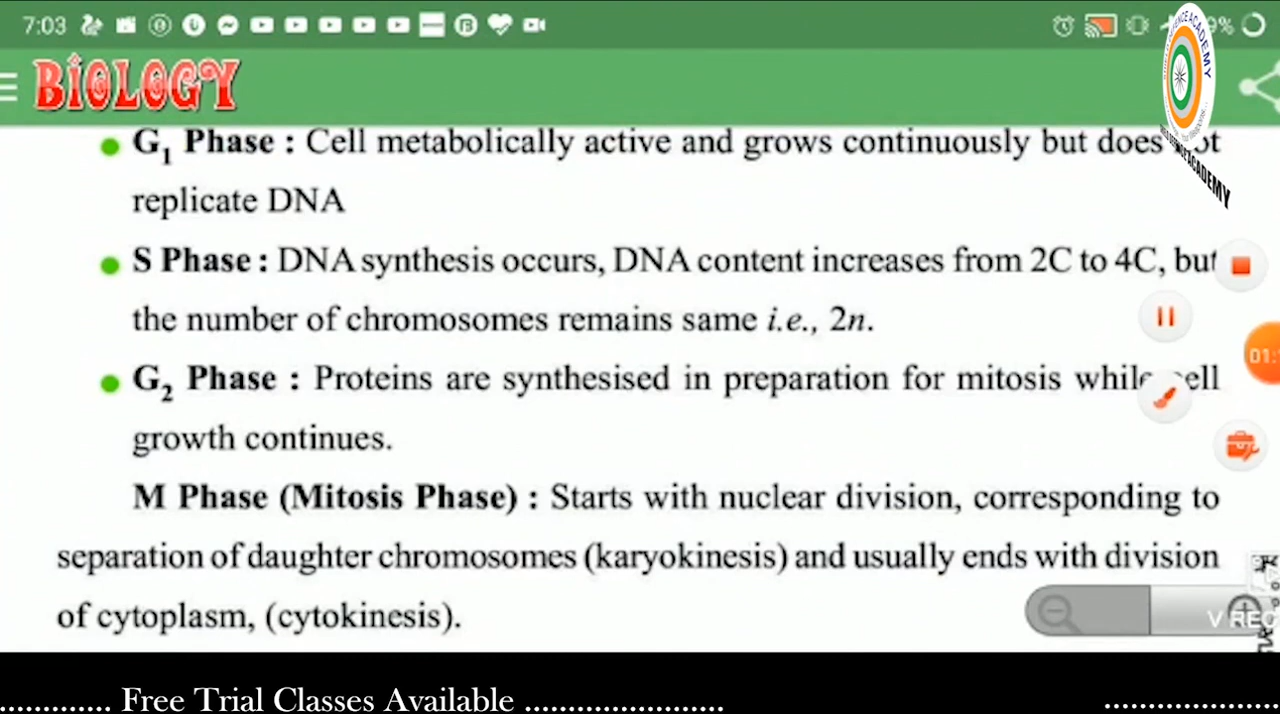 7:03 9%
BIOLOGY
G₁ Phase : Cell metabolically active and grows continuously but does
replicate DNA
S Phase : DNA synthesis occurs, DNA content increases from 2C to 4C, but
the number of chromosomes remains same i.e., 2n.
G₂ Phase : Proteins are synthesised in preparation for mitosis while cell
growth continues.
M Phase (Mitosis Phase) : Starts with nuclear division, corresponding to
separation of daughter chromosomes (karyokinesis) and usually ends with division
of cytoplasm, (cytokinesis).
V REC
............. Free Trial Classes Available ....................... ....................